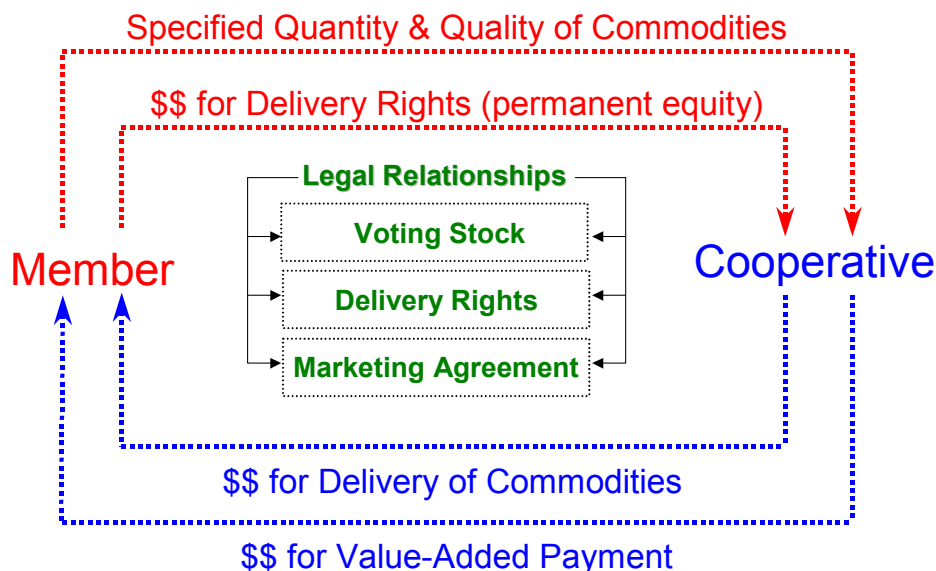 Specified Quantity & Quality of Commodities
$$ for Delivery Rights (permanent equity)
Legal Relationships
Voting Stock
Member
Cooperative
Delivery Rights
Marketing Agreement
$$ for Delivery of Commodities
$$ for Value-Added Payment